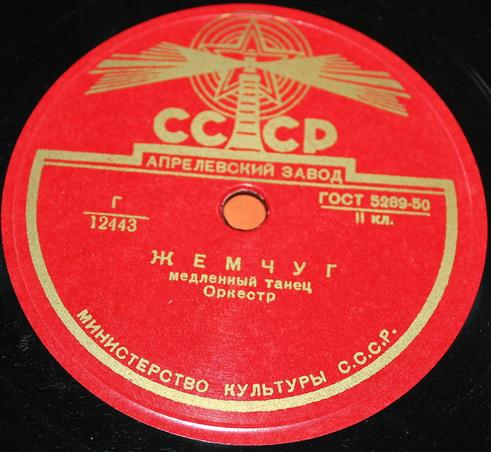 СССР
АПРЕЛЕВСКИЙ ЗАВОД
Г
12443
ГОСТ 5289-50
II кл.
ЖЕМЧУГ
медленный танец
Оркестр
МИНИСТЕРСТВО КУЛЬТУРЫ С.С.С.Р.